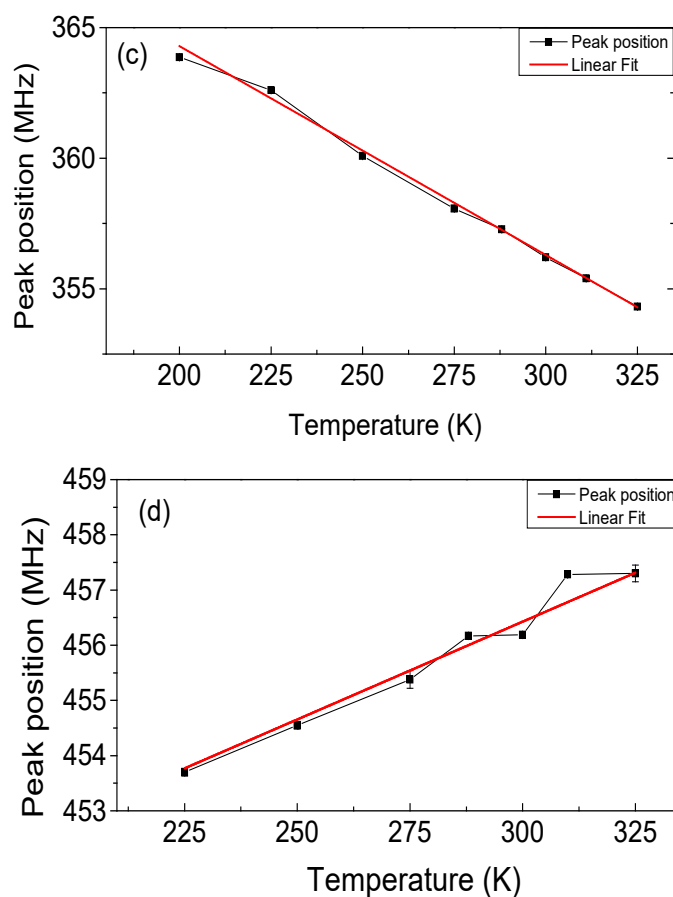 (c)
Peak position
Linear Fit
365
360
355
Peak position (MHz)
200 225 250 275 300 325
Temperature (K)
(d)
Peak position
Linear Fit
459
458
457
456
455
454
453
Peak position (MHz)
225 250 275 300 325
Temperature (K)